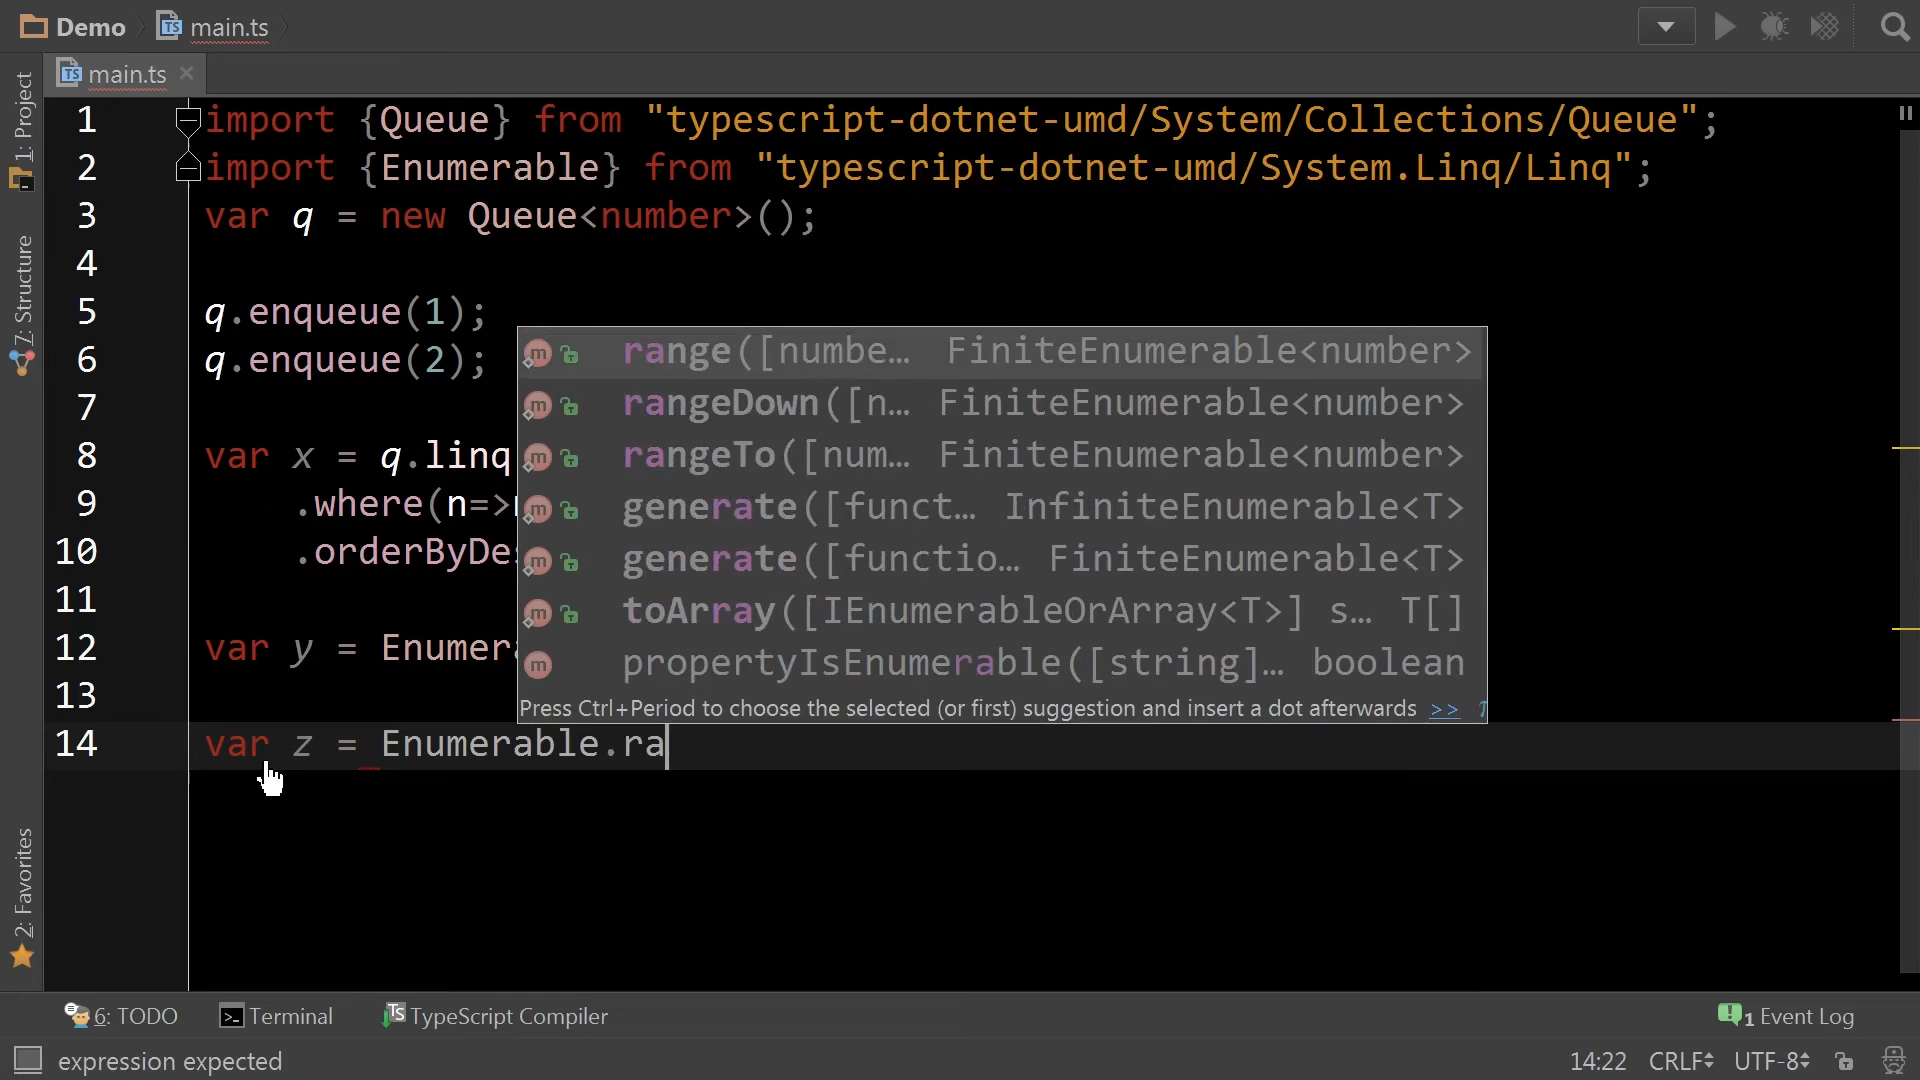 Demo
main.ts
main.ts
1: Project
7: Structure
2: Favorites
1 import {Queue} from "typescript-dotnet-umd/System/Collections/Queue";
2 import {Enumerable} from "typescript-dotnet-umd/System.Linq/Linq";
3 var q = new Queue<number>();
4
5 q.enqueue(1);
6 q.enqueue(2);
7
8 var x = q.linq
9 .where(n=>
10 .orderByDe
11
12 var y = Enumer
13
14 var z = Enumerable.ra
range([numbe… FiniteEnumerable<number>
rangeDown([n… FiniteEnumerable<number>
rangeTo([num… FiniteEnumerable<number>
generate([funct… InfiniteEnumerable<T>
generate([functio… FiniteEnumerable<T>
toArray([IEnumerableOrArray<T>] s… T[]
propertyIsEnumerable([string]… boolean
Press Ctrl+Period to choose the selected (or first) suggestion and insert a dot afterwards >> π
6: TODO
Terminal
TypeScript Compiler
1 Event Log
expression expected
14:22 CRLF UTF-8